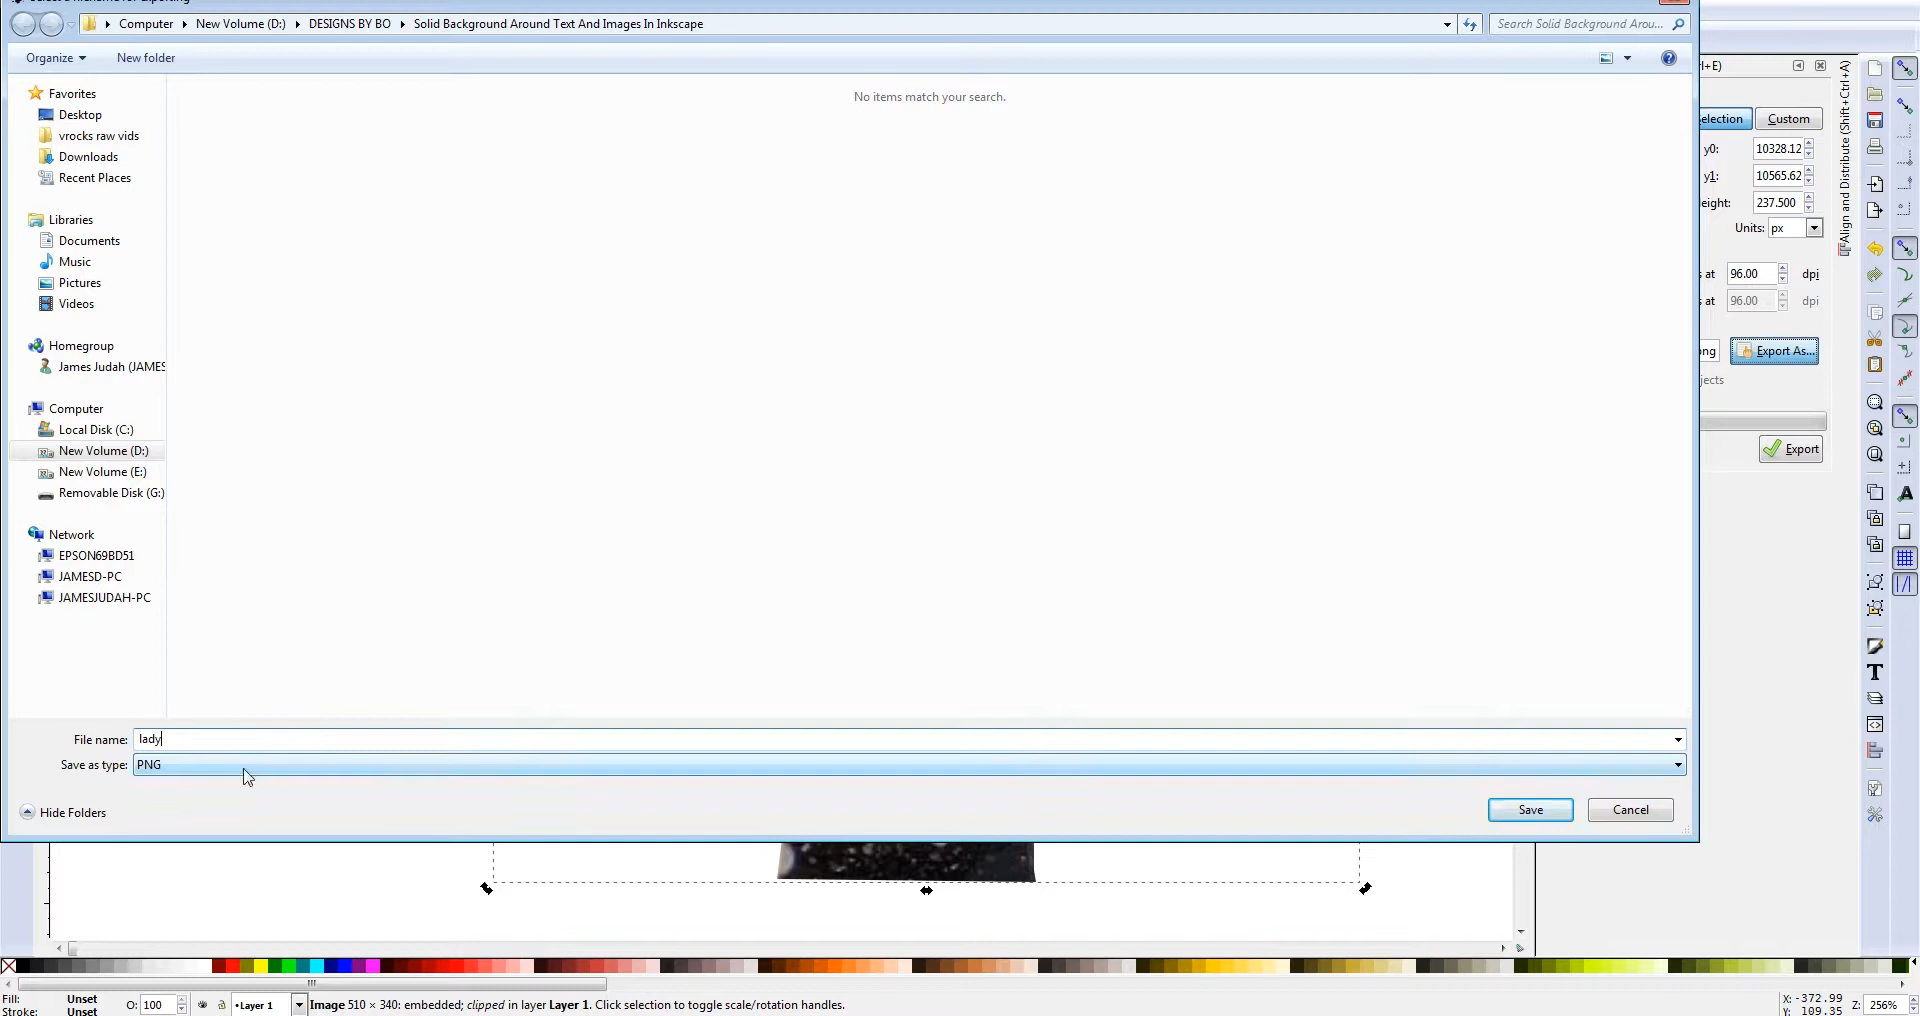 Computer ▸ New Volume (D:) ▸ DESIGNS BY BO ▸ Solid Background Around Text And Images In Inkscape
Search Solid Background Arou...
Organize
New folder
No items match your search.
Favorites
Desktop
vrocks raw vids
Downloads
Recent Places
Libraries
Documents
Music
Pictures
Videos
Homegroup
James Judah (JAMES
Computer
Local Disk (C:)
New Volume (D:)
New Volume (E:)
Removable Disk (G:)
Network
EPSON69BD51
JAMESD-PC
JAMESJUDAH-PC
File name: lady
Save as type: PNG
Hide Folders
Save
Cancel
rl+E)
election
Custom
y0: 10328.12
y1: 10565.62
eight: 237.500
Units: px
s at 96.00 dpi
s at 96.00 dpi
ong
Export As...
jects
Export
Align and Distribute (Shift+Ctrl+A)
Fill: Unset
Stroke: Unset
O: 100
•Layer 1
Image 510 × 340: embedded; clipped in layer Layer 1. Click selection to toggle scale/rotation handles.
X: -372.99
Y: 109.35
Z: 256%